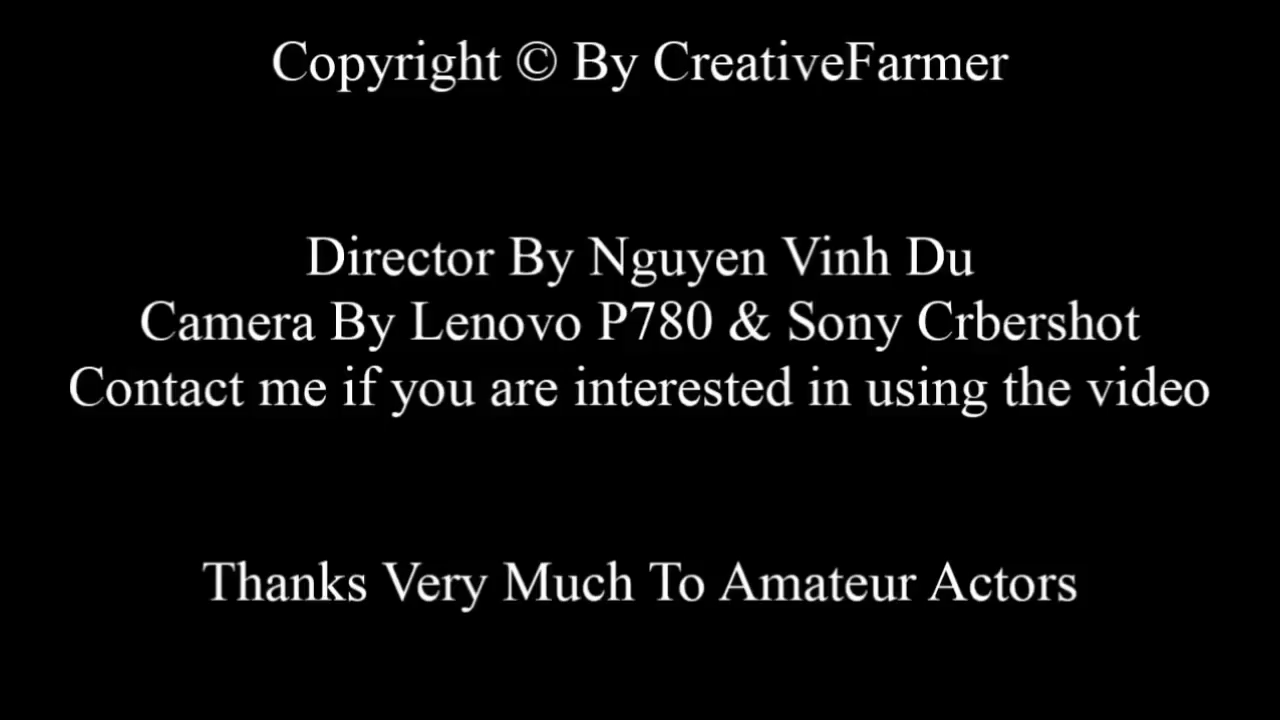 Copyright © By CreativeFarmer
Director By Nguyen Vinh Du
Camera By Lenovo P780 & Sony Crbershot
Contact me if you are interested in using the video
Thanks Very Much To Amateur Actors